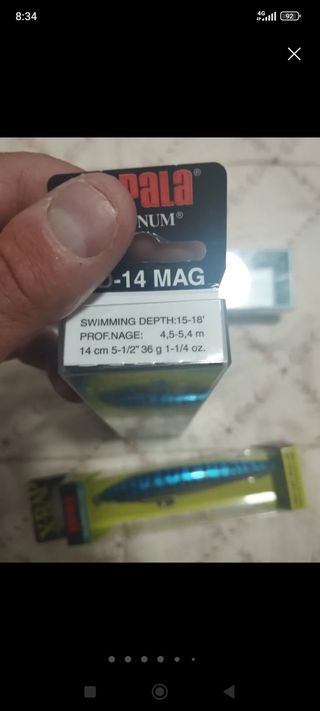 8:34
4G
92
PALA®
NUM®
-14 MAG
SWIMMING DEPTH:15-18'
PROF.NAGE: 4,5-5,4 m
14 cm 5-1/2" 36 g 1-1/4 oz.